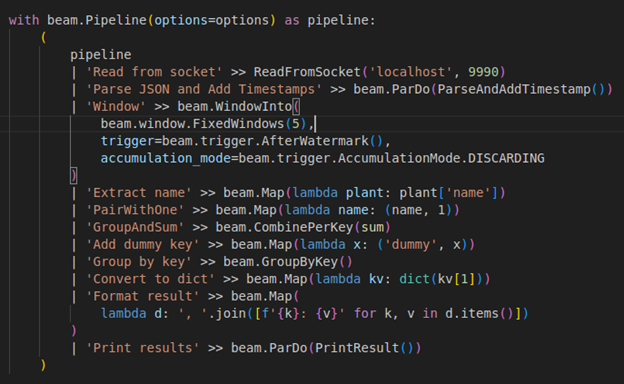 with beam.Pipeline(options=options) as pipeline:
    (
        pipeline
        | 'Read from socket' >> ReadFromSocket('localhost', 9990)
        | 'Parse JSON and Add Timestamps' >> beam.ParDo(ParseAndAddTimestamp())
        | 'Window' >> beam.WindowInto(
            beam.window.FixedWindows(5),
            trigger=beam.trigger.AfterWatermark(),
            accumulation_mode=beam.trigger.AccumulationMode.DISCARDING
        )
        | 'Extract name' >> beam.Map(lambda plant: plant['name'])
        | 'PairWithOne' >> beam.Map(lambda name: (name, 1))
        | 'GroupAndSum' >> beam.CombinePerKey(sum)
        | 'Add dummy key' >> beam.Map(lambda x: ('dummy', x))
        | 'Group by key' >> beam.GroupByKey()
        | 'Convert to dict' >> beam.Map(lambda kv: dict(kv[1]))
        | 'Format result' >> beam.Map(
            lambda d: ', '.join([f'{k}: {v}' for k, v in d.items()])
        )
        | 'Print results' >> beam.ParDo(PrintResult())
    )